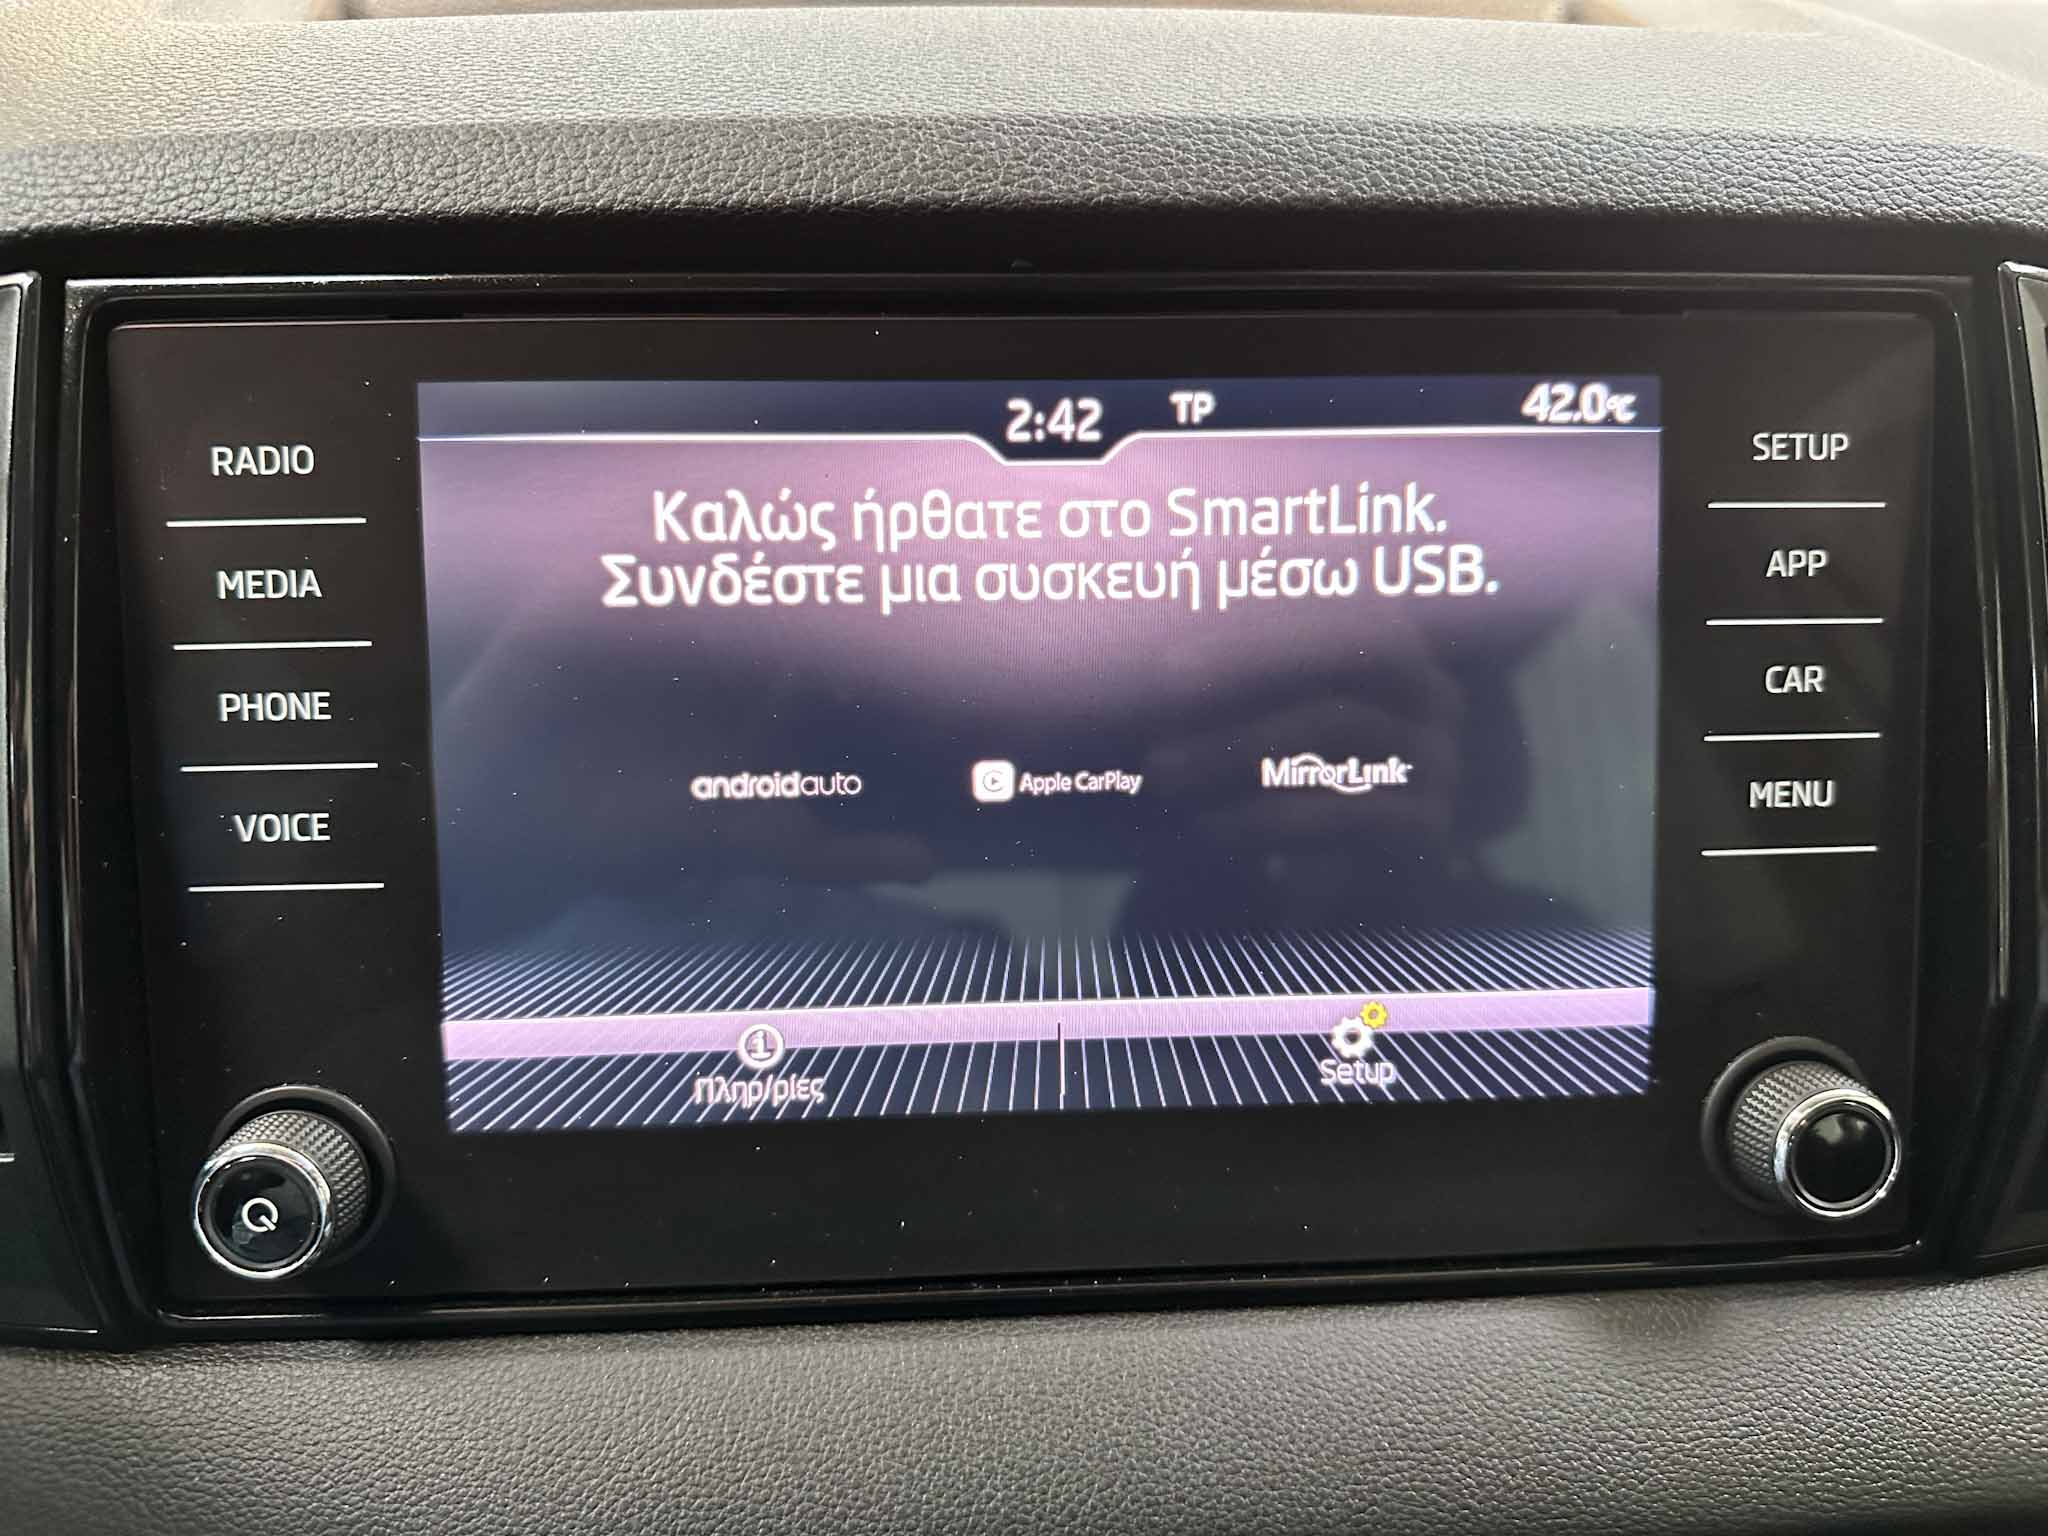 2:42 TP 42.0°C
RADIO
MEDIA
PHONE
VOICE
Καλώς ήρθατε στο SmartLink.
Συνδέστε μια συσκευή μέσω USB.
androidauto Apple CarPlay MirrorLink
Πληρ/ρίες Setup
SETUP
APP
CAR
MENU